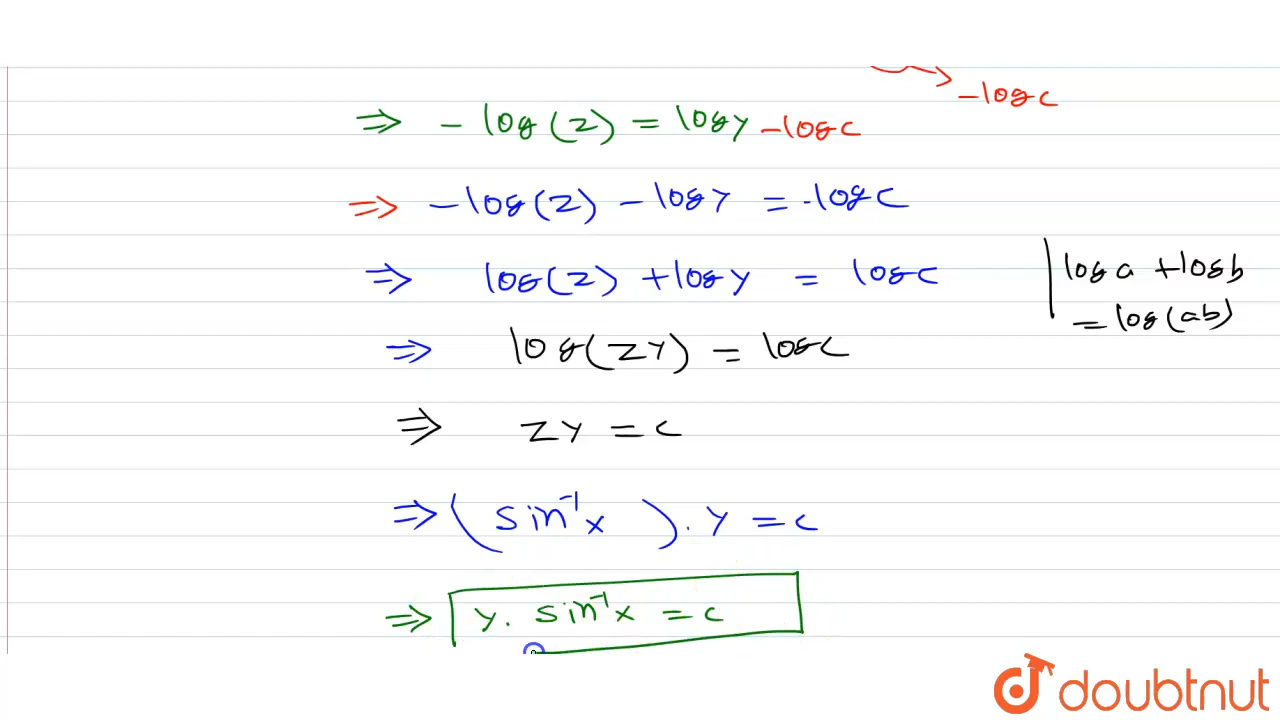 -log c
⇒ - log (z) = log y - log c
⇒ - log (z) - log y = - log c
⇒ log (z) + log y = log c
log a + log b
= log (ab)
⇒ log (zy) = log c
⇒ zy = c
⇒ (sin⁻¹x ) . y = c
⇒ y. sin⁻¹x = c
doubtnut